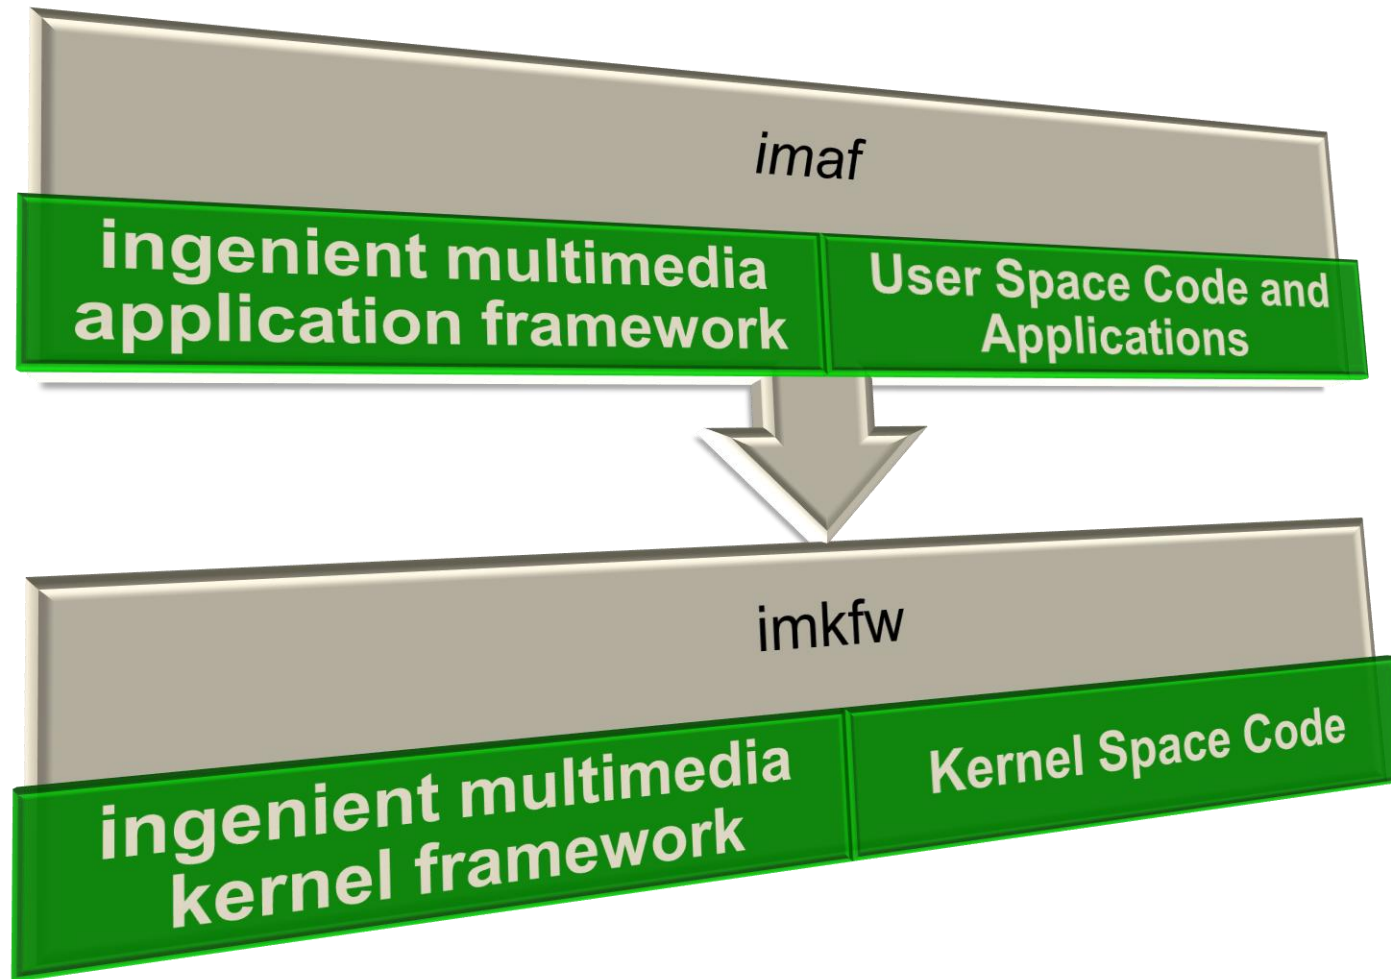 imaf
ingenient multimedia
application framework
User Space Code and
Applications
imkfw
ingenient multimedia
kernel framework
Kernel Space Code